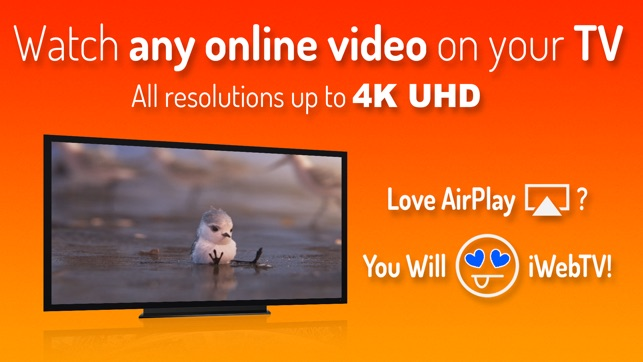 Watch any online video on your TV
All resolutions up to 4K UHD
Love AirPlay ?
You Will iWebTV!